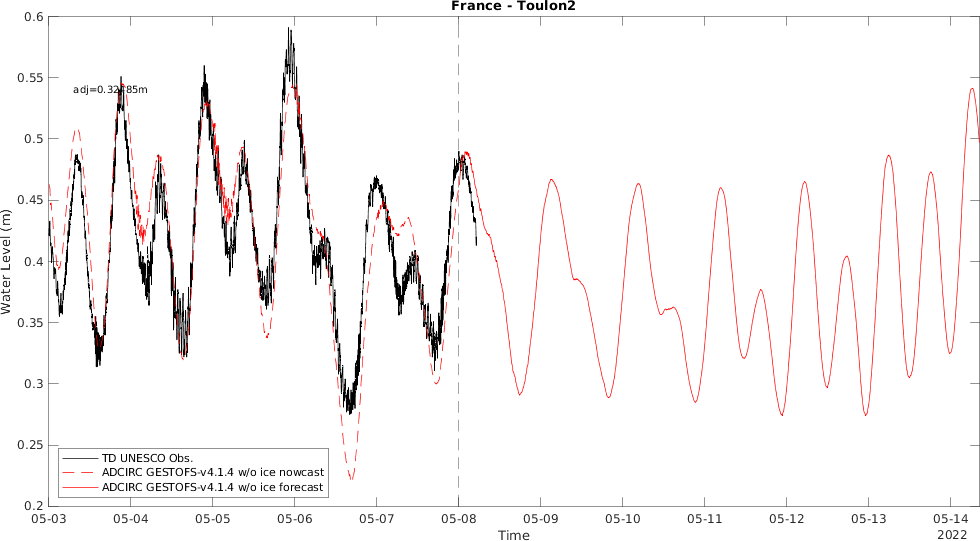 France - Toulon2
0.6
0.55
0.5
0.45
0.4
0.35
0.3
0.25
0.2
Water Level (m)
TD UNESCO Obs.
ADCIRC GESTOFS-v4.1.4 w/o ice nowcast
ADCIRC GESTOFS-v4.1.4 w/o ice forecast
05-03 05-04 05-05 05-06 05-07 05-08 05-09 05-10 05-11 05-12 05-13 05-14
Time
2022